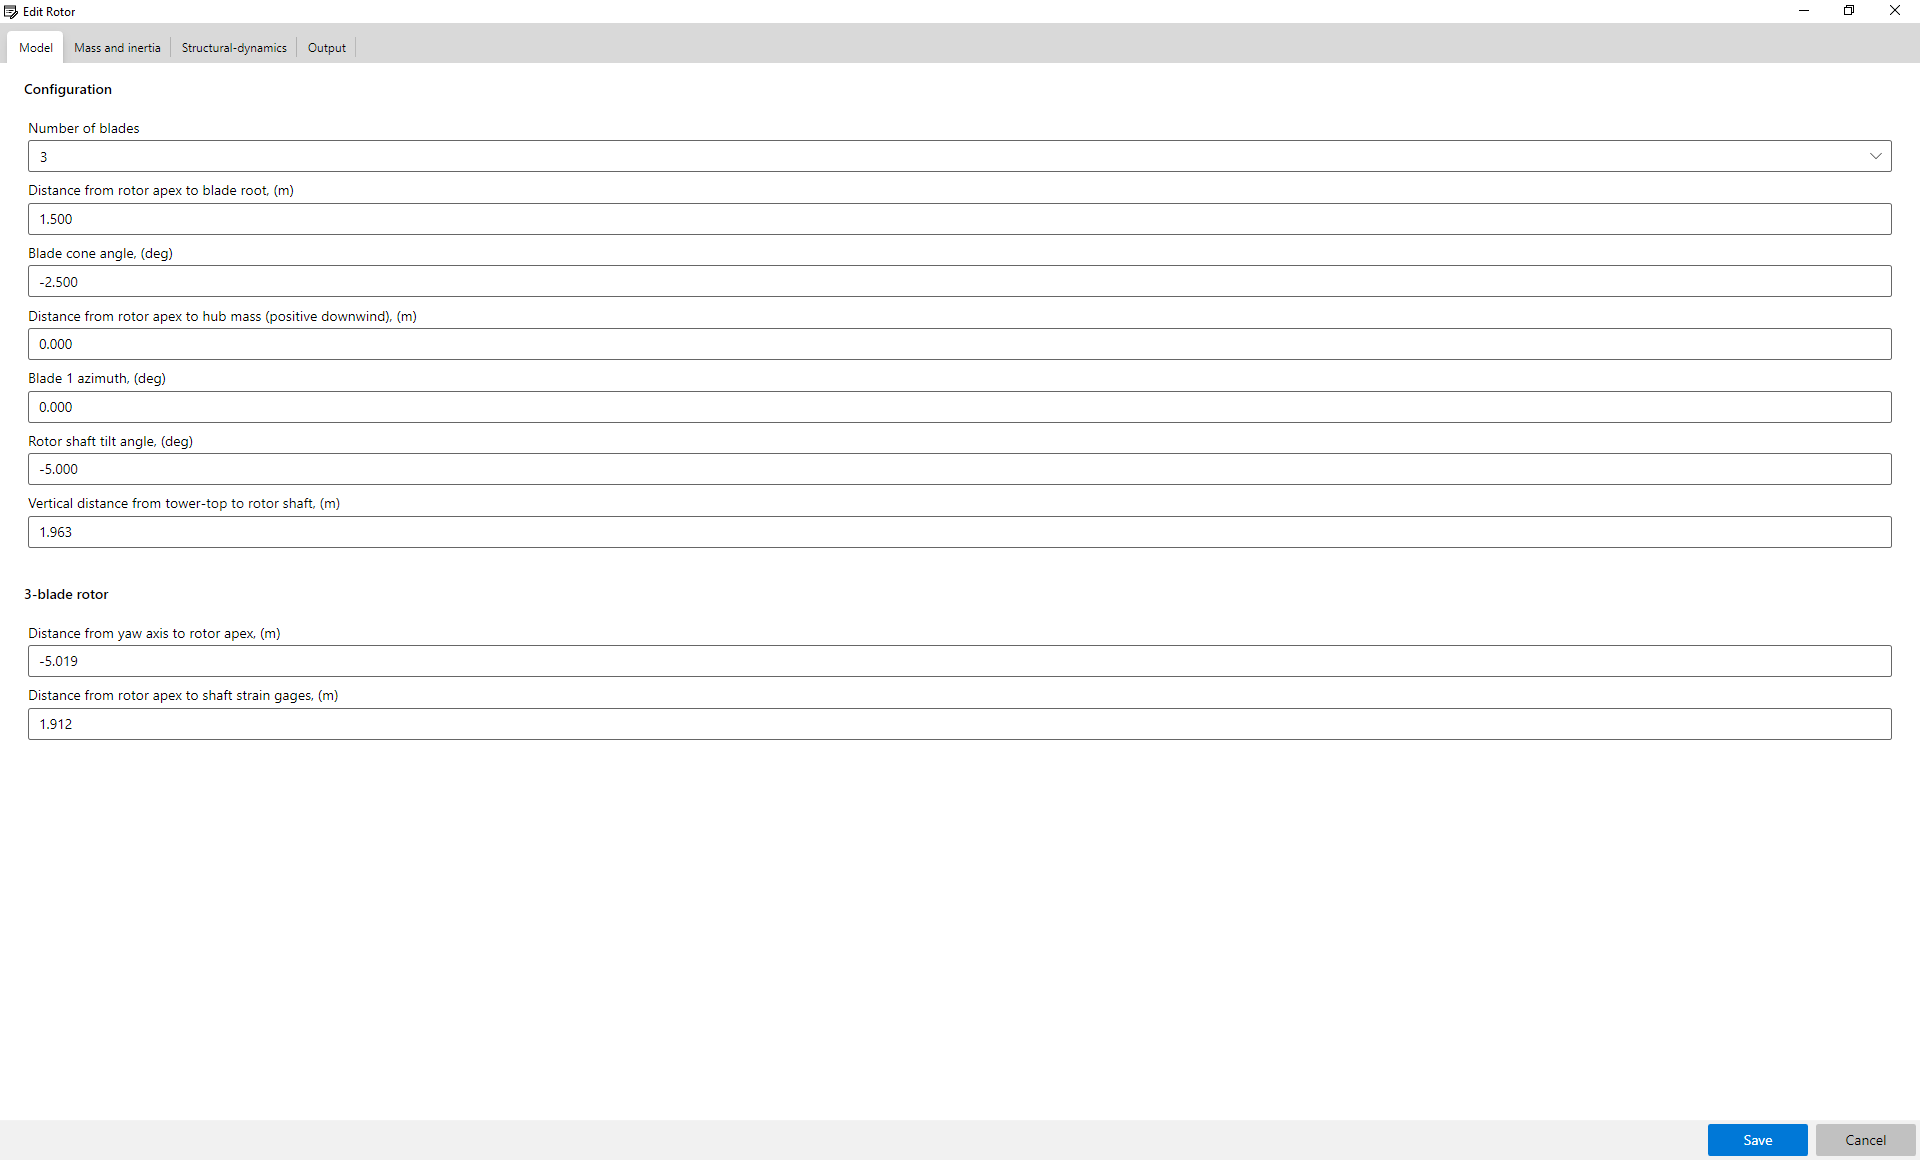 Edit Rotor
Model Mass and inertia Structural-dynamics Output
Configuration
Number of blades
3
Distance from rotor apex to blade root, (m)
1.500
Blade cone angle, (deg)
-2.500
Distance from rotor apex to hub mass (positive downwind), (m)
0.000
Blade 1 azimuth, (deg)
0.000
Rotor shaft tilt angle, (deg)
-5.000
Vertical distance from tower-top to rotor shaft, (m)
1.963
3-blade rotor
Distance from yaw axis to rotor apex, (m)
-5.019
Distance from rotor apex to shaft strain gages, (m)
1.912
Save Cancel